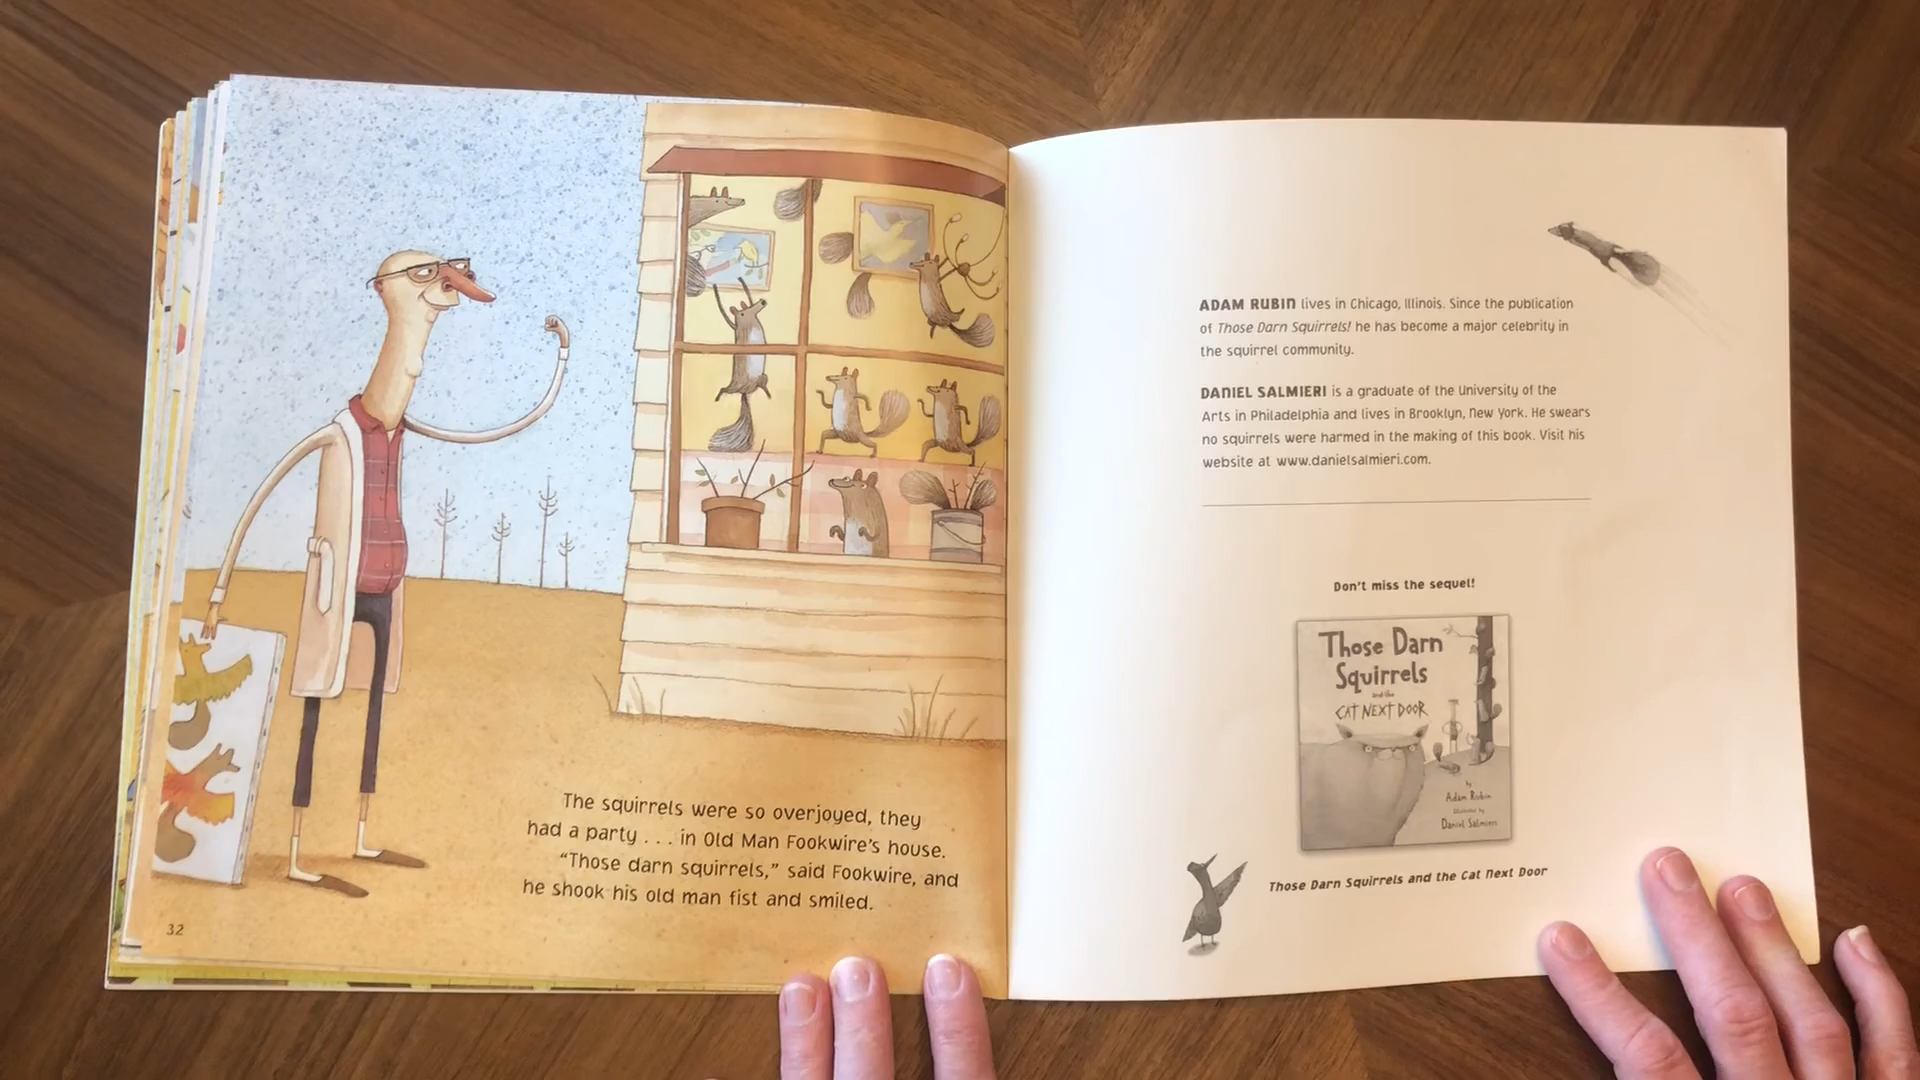 The squirrels were so overjoyed, they
had a party . . . in Old Man Fookwire's house.
"Those darn squirrels," said Fookwire, and
he shook his old man fist and smiled.
32
ADAM RUBIN lives in Chicago, Illinois. Since the publication
of Those Darn Squirrels! he has become a major celebrity in
the squirrel community.
DANIEL SALMIERI is a graduate of the University of the
Arts in Philadelphia and lives in Brooklyn, New York. He swears
no squirrels were harmed in the making of this book. Visit his
website at www.danielsalmieri.com.
Don't miss the sequel!
Those Darn
Squirrels
and the
CAT NEXT DOOR
by
Adam Rubin
Illustrated by
Daniel Salmieri
Those Darn Squirrels and the Cat Next Door